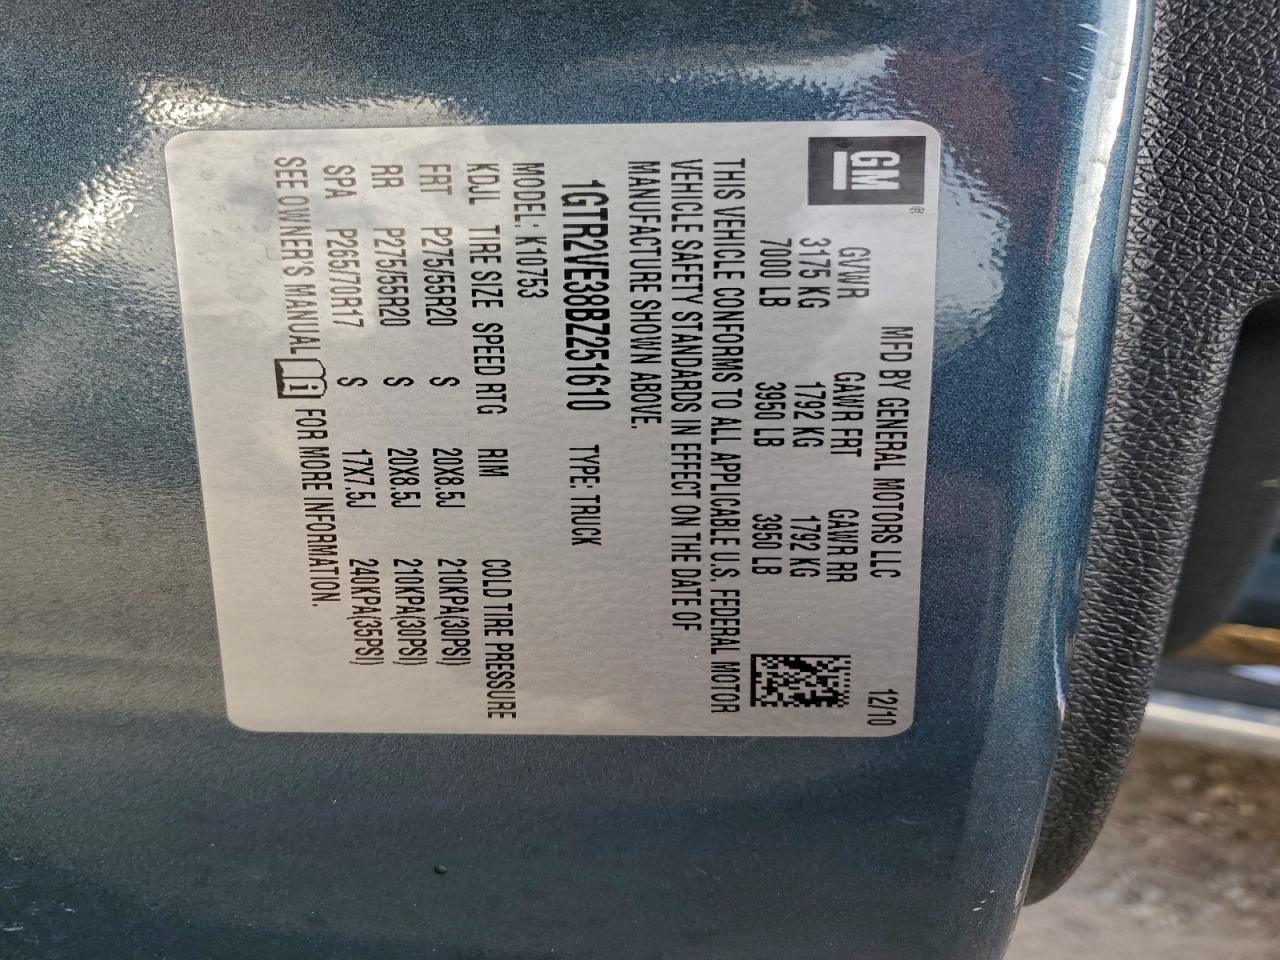 GM®
MFD BY GENERAL MOTORS LLC 12/10
GVWR GAWR FRT GAWR RR
3175 KG 1792 KG 1792 KG
7000 LB 3950 LB 3950 LB
THIS VEHICLE CONFORMS TO ALL APPLICABLE U.S. FEDERAL MOTOR
VEHICLE SAFETY STANDARDS IN EFFECT ON THE DATE OF
MANUFACTURE SHOWN ABOVE.
1GTR2VE38BZ251610 TYPE: TRUCK
MODEL: K10753
KDJL TIRE SIZE SPEED RTG RIM COLD TIRE PRESSURE
FRT P275/55R20 S 20X8.5J 210KPA(30PSI)
RR P275/55R20 S 20X8.5J 210KPA(30PSI)
SPA P265/70R17 S 17X7.5J 240KPA(35PSI)
SEE OWNER'S MANUAL i FOR MORE INFORMATION.